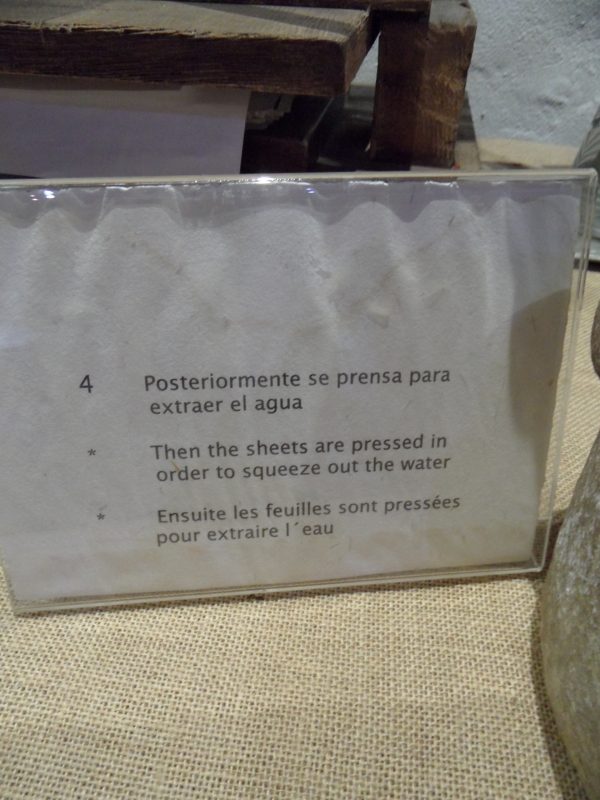 4 Posteriormente se prensa para
extraer el agua
* Then the sheets are pressed in
order to squeeze out the water
* Ensuite les feuilles sont pressées
pour extraire l´eau